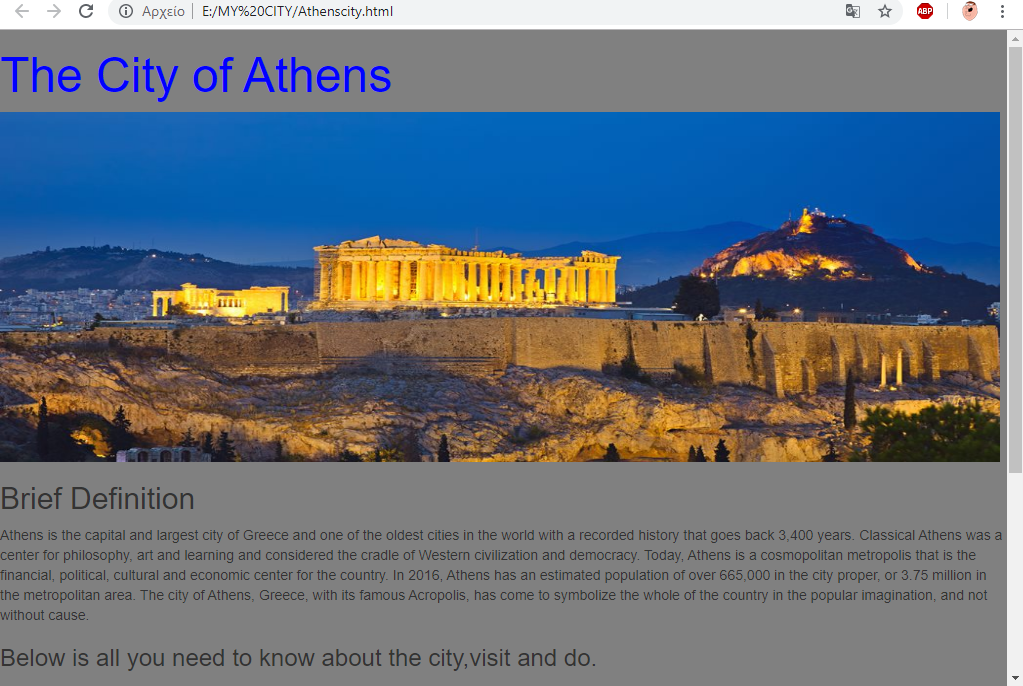 Αρχείο | E:/MY%20CITY/Athenscity.html
ABP
The City of Athens
Brief Definition
Athens is the capital and largest city of Greece and one of the oldest cities in the world with a recorded history that goes back 3,400 years. Classical Athens was a
center for philosophy, art and learning and considered the cradle of Western civilization and democracy. Today, Athens is a cosmopolitan metropolis that is the
financial, political, cultural and economic center for the country. In 2016, Athens has an estimated population of over 665,000 in the city proper, or 3.75 million in
the metropolitan area. The city of Athens, Greece, with its famous Acropolis, has come to symbolize the whole of the country in the popular imagination, and not
without cause.
Below is all you need to know about the city,visit and do.